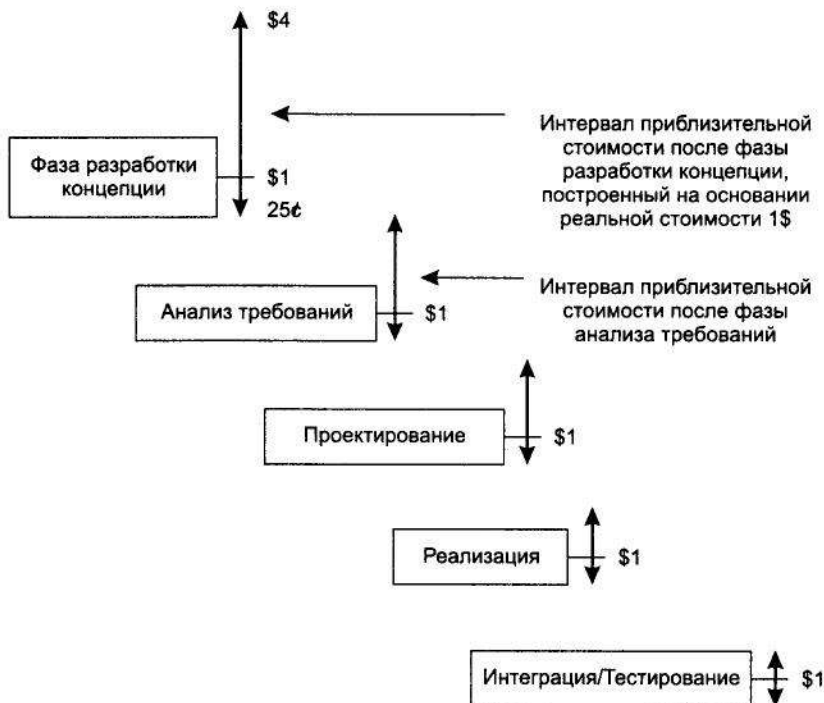 $4
Фаза разработки
концепции
$1
25¢
Интервал приблизительной
стоимости после фазы
разработки концепции,
построенный на основании
реальной стоимости 1$
Анализ требований
$1
Интервал приблизительной
стоимости после фазы
анализа требований
Проектирование
$1
Реализация
$1
Интеграция/Тестирование
$1